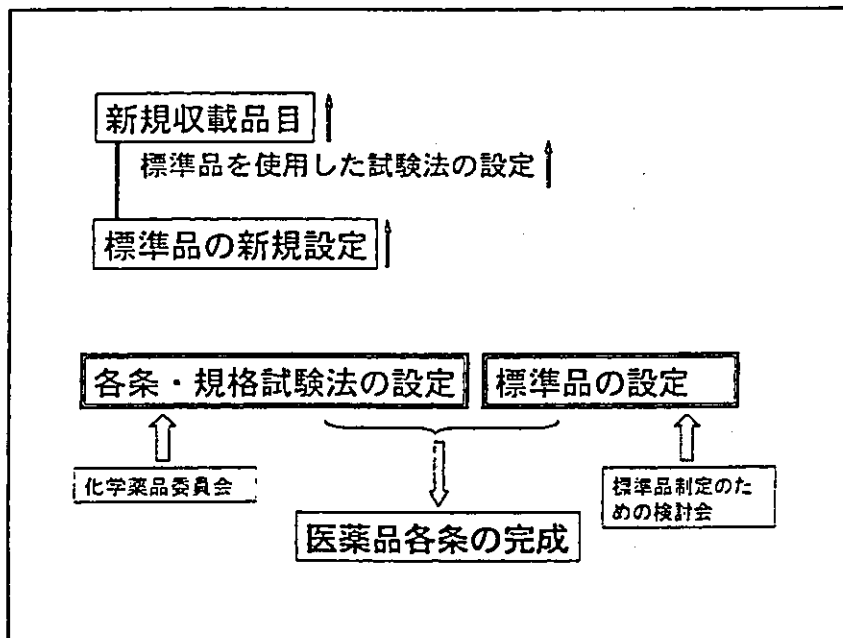 新規収載品目
標準品を使用した試験法の設定
標準品の新規設定
各条・規格試験法の設定
標準品の設定
化学薬品委員会
標準品制定のた
めの検討会
医薬品各条の完成